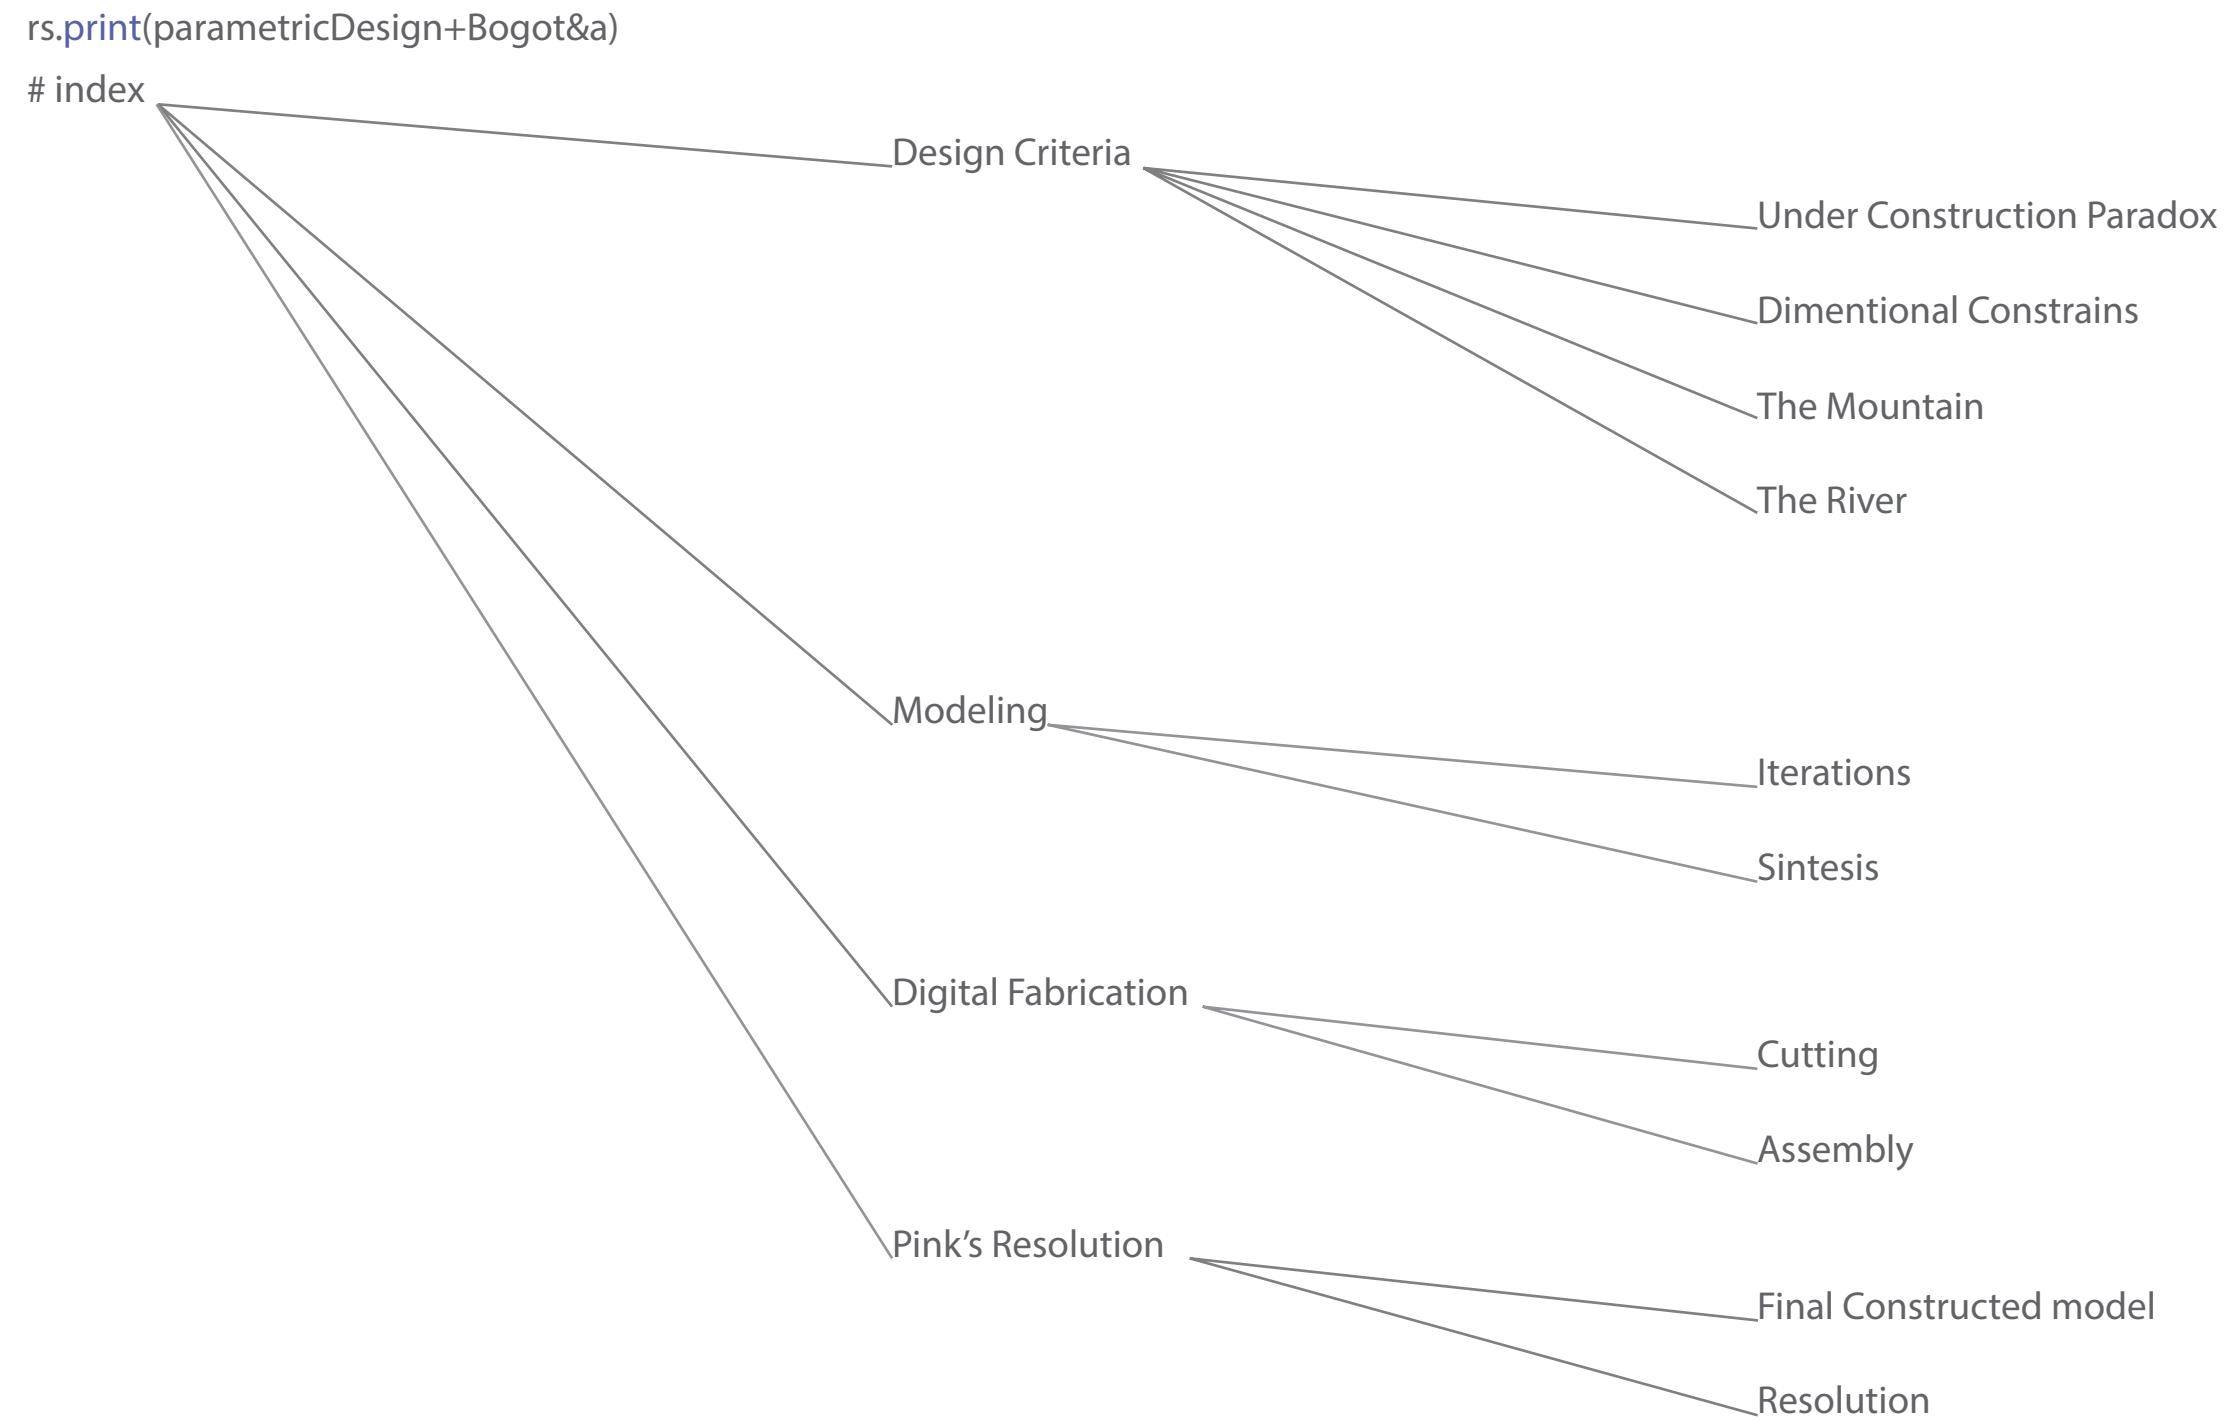 rs.print(parametricDesign+Bogot&a)
# index
Design Criteria
Under Construction Paradox
Dimentional Constrains
The Mountain
The River
Modeling
Iterations
Sintesis
Digital Fabrication
Cutting
Assembly
Pink’s Resolution
Final Constructed model
Resolution